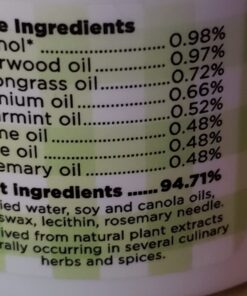 e Ingredients
nol* 0.98%
rwood oil 0.97%
ongrass oil 0.72%
nium oil 0.66%
rmint oil 0.52%
ne oil 0.48%
e oil 0.48%
emary oil 0.48%
t ingredients ...... 94.71%
ied water, soy and canola oils,
swax, lecithin, rosemary needle.
ived from natural plant extracts
rally occurring in several culinary
herbs and spices.